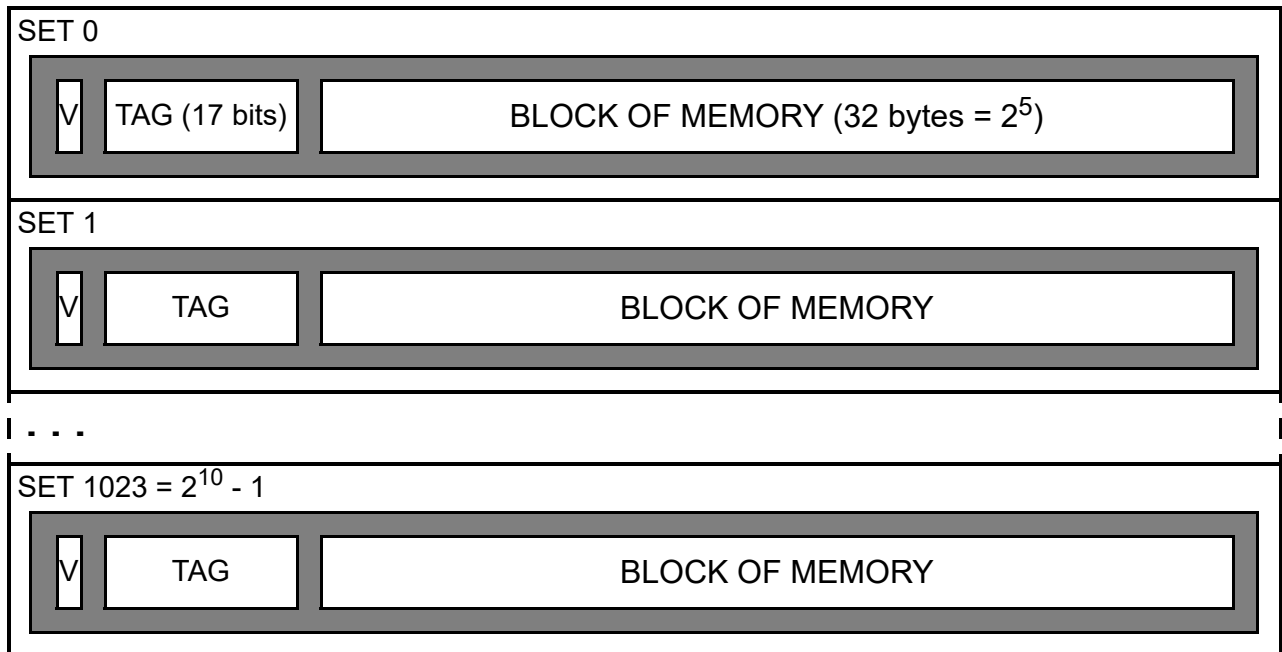 SET 0
V TAG (17 bits) BLOCK OF MEMORY (32 bytes = 2⁵)
SET 1
V TAG BLOCK OF MEMORY
. . .
SET 1023 = 2¹⁰ - 1
V TAG BLOCK OF MEMORY